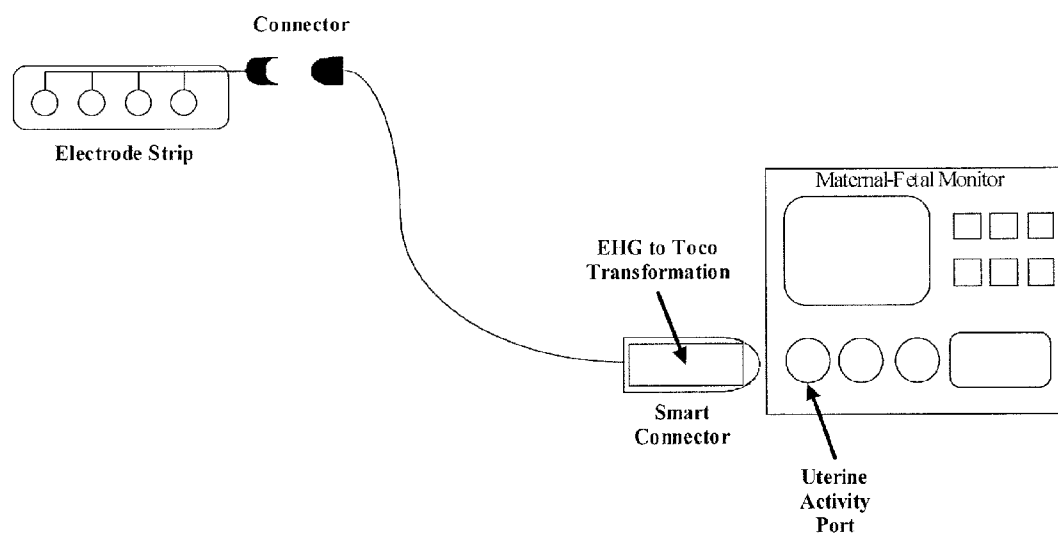 Connector
Electrode Strip
Maternal-Fetal Monitor
EHG to Toco
Transformation
Smart
Connector
Uterine
Activity
Port